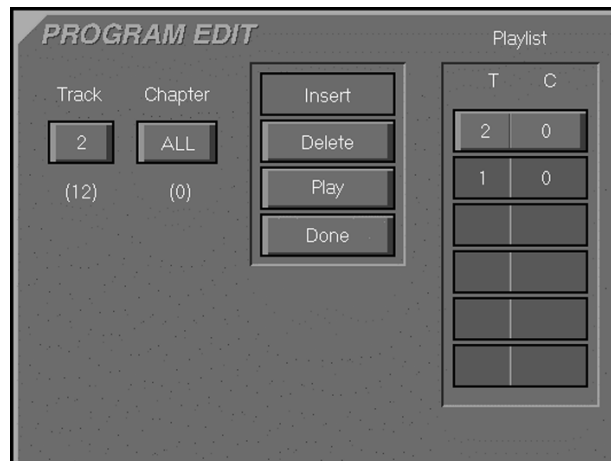 PROGRAM EDIT
Playlist
Track Chapter
2 ALL
(12) (0)
Insert
Delete
Play
Done
T C
2 0
1 0